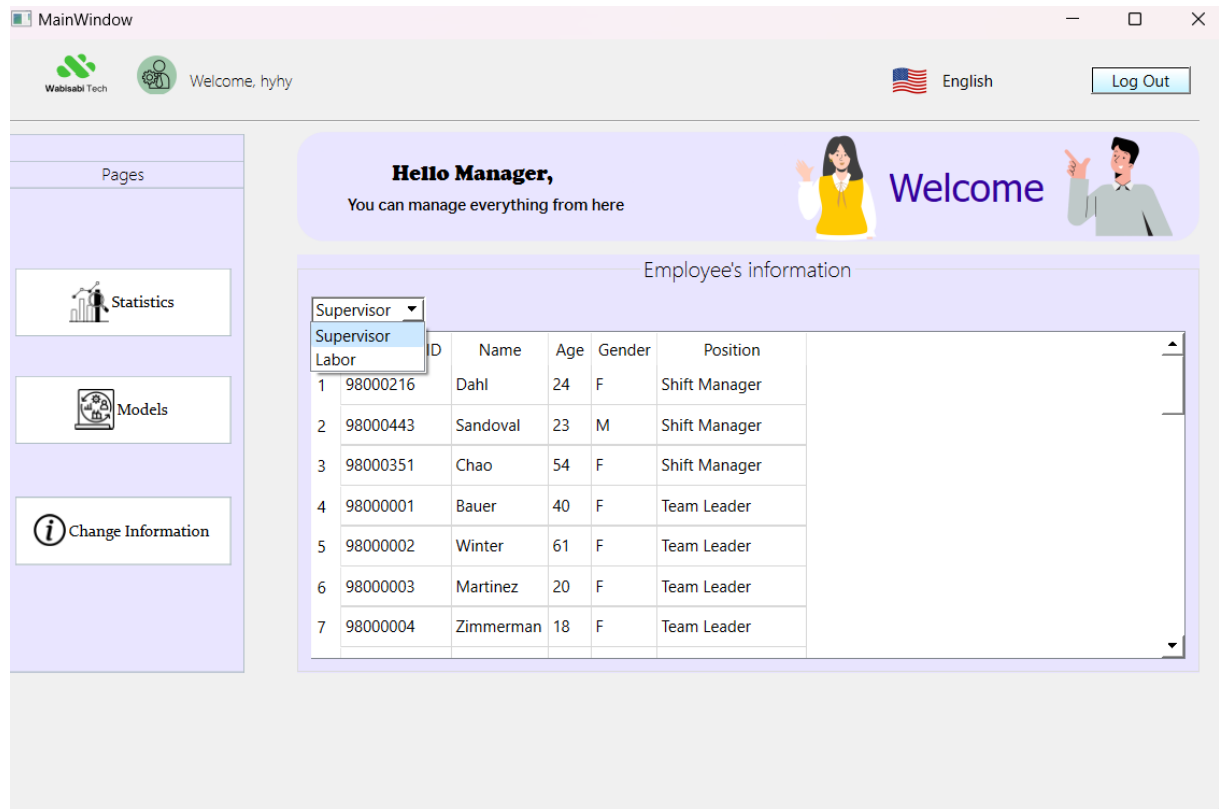 MainWindow
Wabisabi Tech
Welcome, hyhy
English
Log Out
Pages
Statistics
Models
Change Information
Hello Manager,
You can manage everything from here
Welcome
Employee's information
Supervisor
Supervisor
Labor
ID Name Age Gender Position
1 98000216 Dahl 24 F Shift Manager
2 98000443 Sandoval 23 M Shift Manager
3 98000351 Chao 54 F Shift Manager
4 98000001 Bauer 40 F Team Leader
5 98000002 Winter 61 F Team Leader
6 98000003 Martinez 20 F Team Leader
7 98000004 Zimmerman 18 F Team Leader